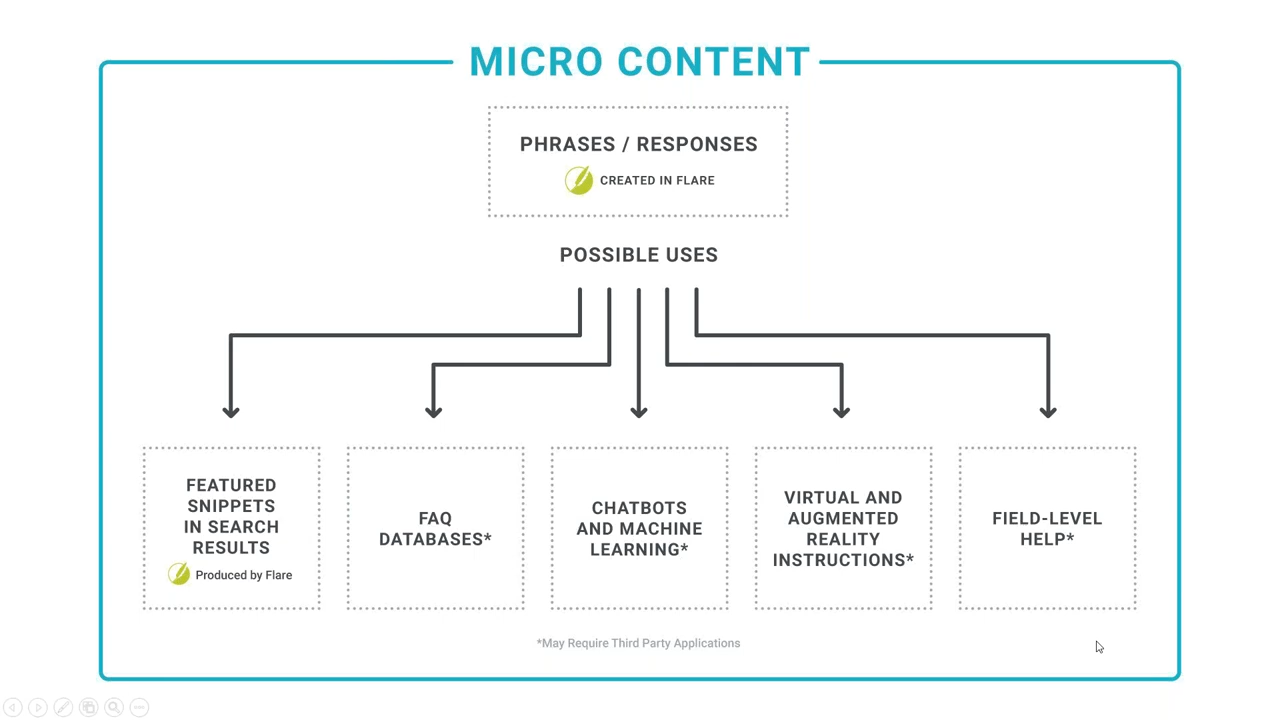 MICRO CONTENT
PHRASES / RESPONSES
CREATED IN FLARE
POSSIBLE USES
FEATURED
SNIPPETS
IN SEARCH
RESULTS
Produced by Flare
FAQ
DATABASES*
CHATBOTS
AND MACHINE
LEARNING*
VIRTUAL AND
AUGMENTED
REALITY
INSTRUCTIONS*
FIELD-LEVEL
HELP*
*May Require Third Party Applications